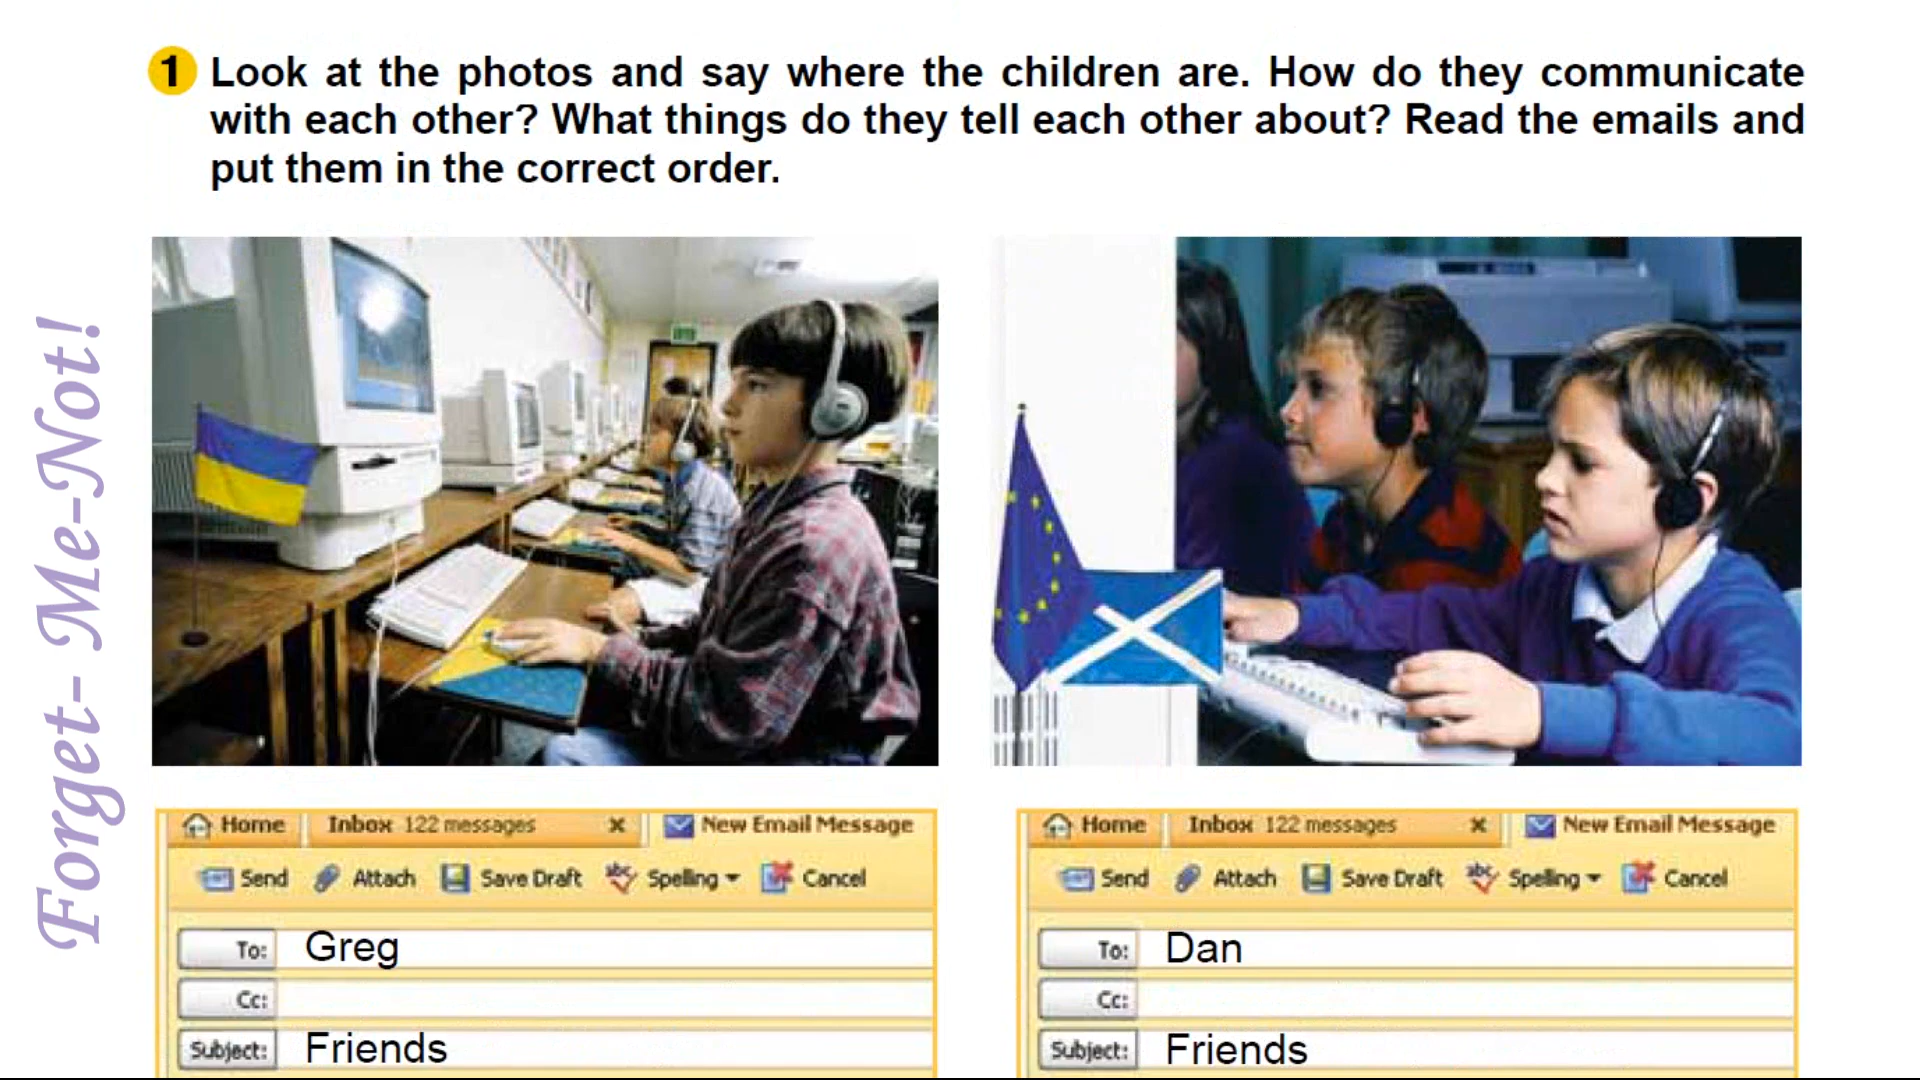 1 Look at the photos and say where the children are. How do they communicate
with each other? What things do they tell each other about? Read the emails and
put them in the correct order.
Forget- Me-Not!
Home Inbox 122 messages x New Email Message
Send Attach Save Draft abc Spelling Cancel
To: Greg
Cc:
Subject: Friends
Home Inbox 122 messages x New Email Message
Send Attach Save Draft abc Spelling Cancel
To: Dan
Cc:
Subject: Friends